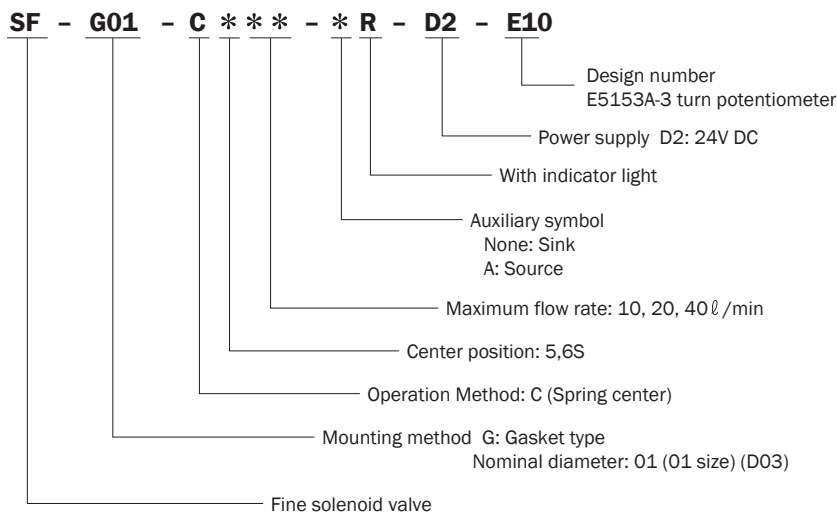 SF – G01 – C *** – *R – D2 – E10
Design number
E5153A-3 turn potentiometer
Power supply D2: 24V DC
With indicator light
Auxiliary symbol
None: Sink
A: Source
Maximum flow rate: 10, 20, 40ℓ/min
Center position: 5,6S
Operation Method: C (Spring center)
Mounting method G: Gasket type
Nominal diameter: 01 (01 size) (D03)
Fine solenoid valve